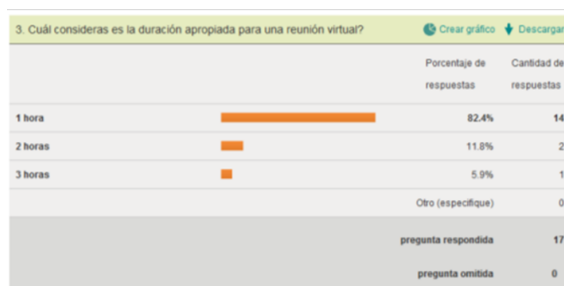 3. Cuál consideras es la duración apropiada para una reunión virtual? Crear gráfico Descargar
Porcentaje de respuestas Cantidad de respuestas
1 hora 82.4% 14
2 horas 11.8% 2
3 horas 5.9% 1
Otro (especifique) 0
pregunta respondida 17
pregunta omitida 0